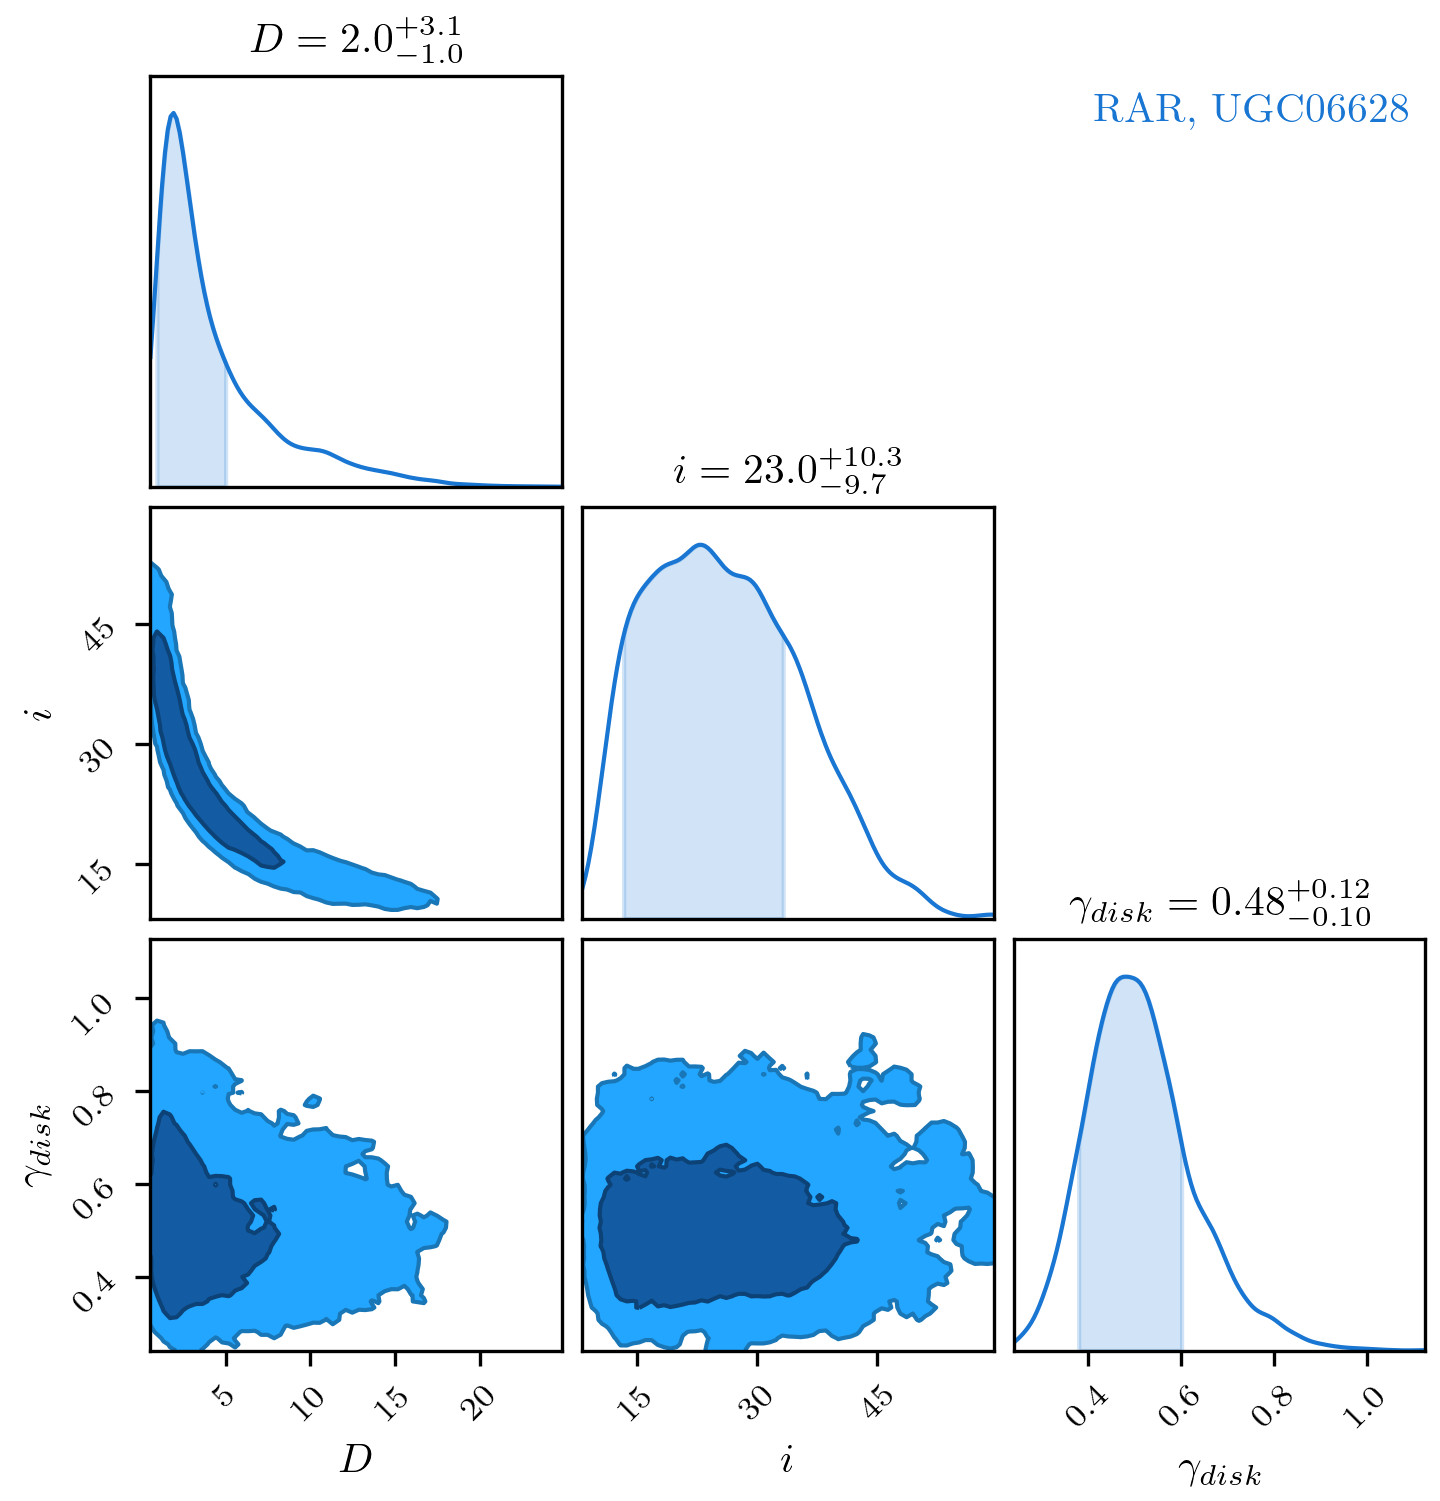 D = 2.0^{+3.1}_{-1.0}
RAR, UGC06628
i = 23.0^{+10.3}_{-9.7}
i
45
30
15
γ_{disk} = 0.48^{+0.12}_{-0.10}
γ_{disk}
1.0
0.8
0.6
0.4
5 10 15 20
15 30 45
0.4 0.6 0.8 1.0
D
i
γ_{disk}